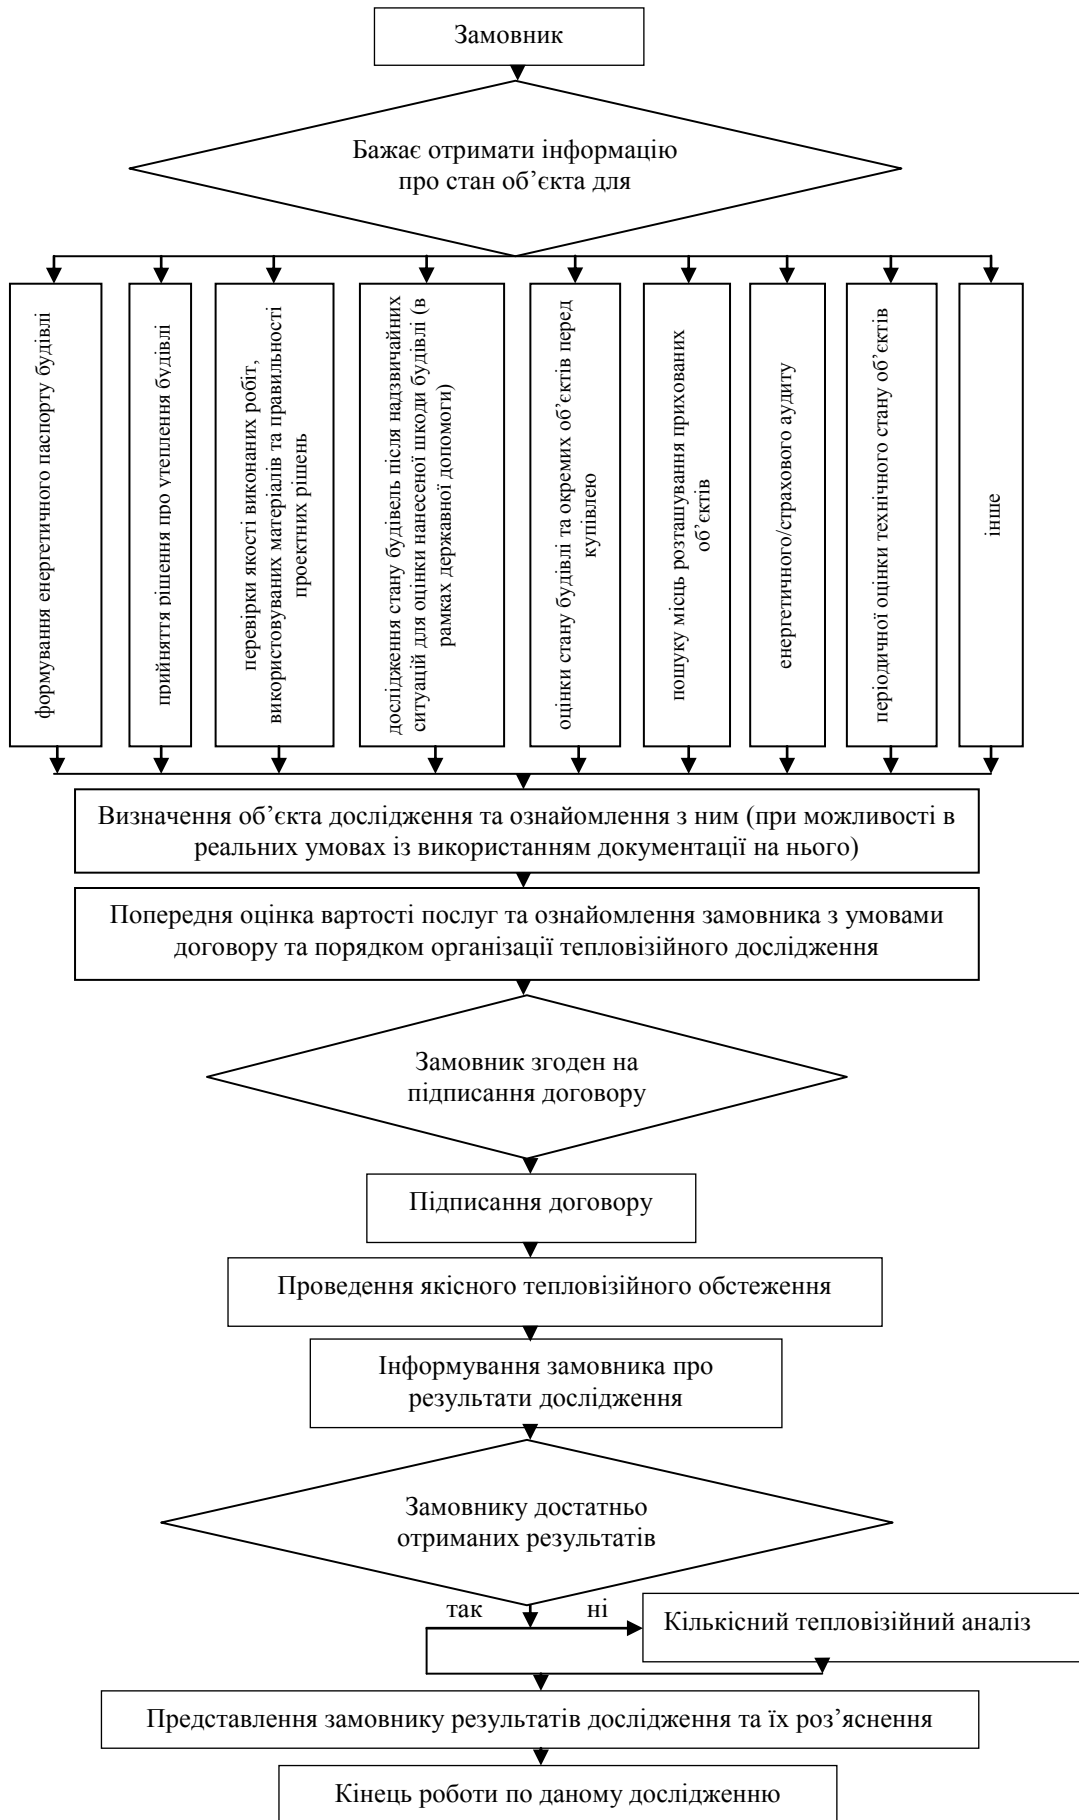 Замовник
Бажає отримати інформацію
про стан об’єкта для
формування енергетичного паспорту будівлі
прийняття рішення про утеплення будівлі
перевірки якості виконаних робіт,
використовуваних матеріалів та правильності
проектних рішень
дослідження стану будівель після надзвичайних
ситуацій для оцінки нанесеної шкоди будівлі (в
рамках державної допомоги)
оцінки стану будівлі та окремих об’єктів перед
купівлею
пошуку місць розташування прихованих
об’єктів
енергетичного/страхового аудиту
періодичної оцінки технічного стану об’єктів
інше
Визначення об’єкта дослідження та ознайомлення з ним (при можливості в
реальних умовах із використанням документації на нього)
Попередня оцінка вартості послуг та ознайомлення замовника з умовами
договору та порядком організації тепловізійного дослідження
Замовник згоден на
підписання договору
Підписання договору
Проведення якісного тепловізійного обстеження
Інформування замовника про
результати дослідження
Замовнику достатньо
отриманих результатів
так ні
Кількісний тепловізійний аналіз
Представлення замовнику результатів дослідження та їх роз’яснення
Кінець роботи по даному дослідженню